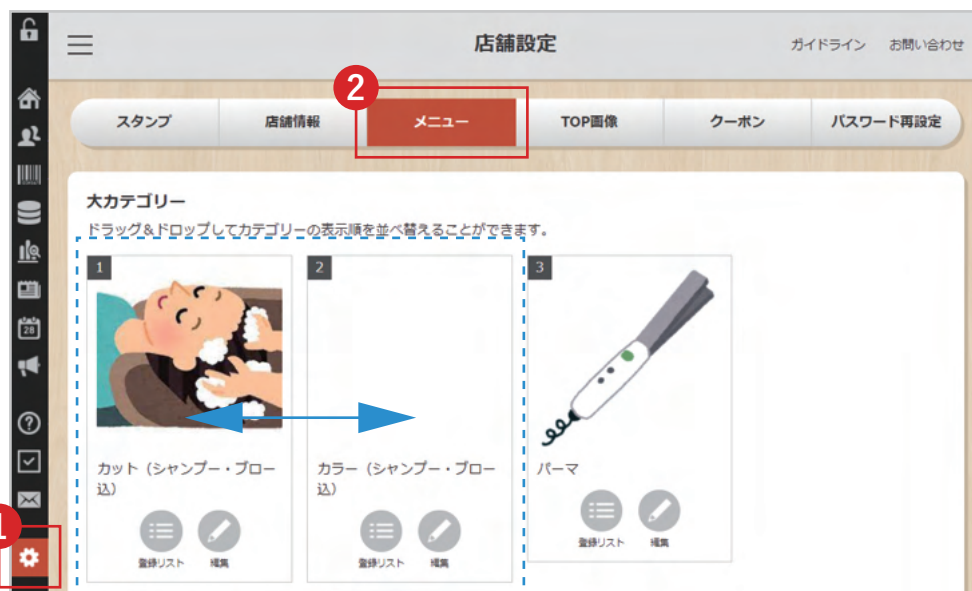 店舗設定
ガイドライン お問い合わせ
2
スタンプ 店舗情報 メニュー TOP画像 クーポン パスワード再設定
大カテゴリー
ドラッグ&ドロップしてカテゴリーの表示順を並べ替えることができます。
1 2 3
カット（シャンプー・ブロー込） カラー（シャンプー・ブロー込） パーマ
登録リスト 編集 登録リスト 編集 登録リスト 編集
28
1